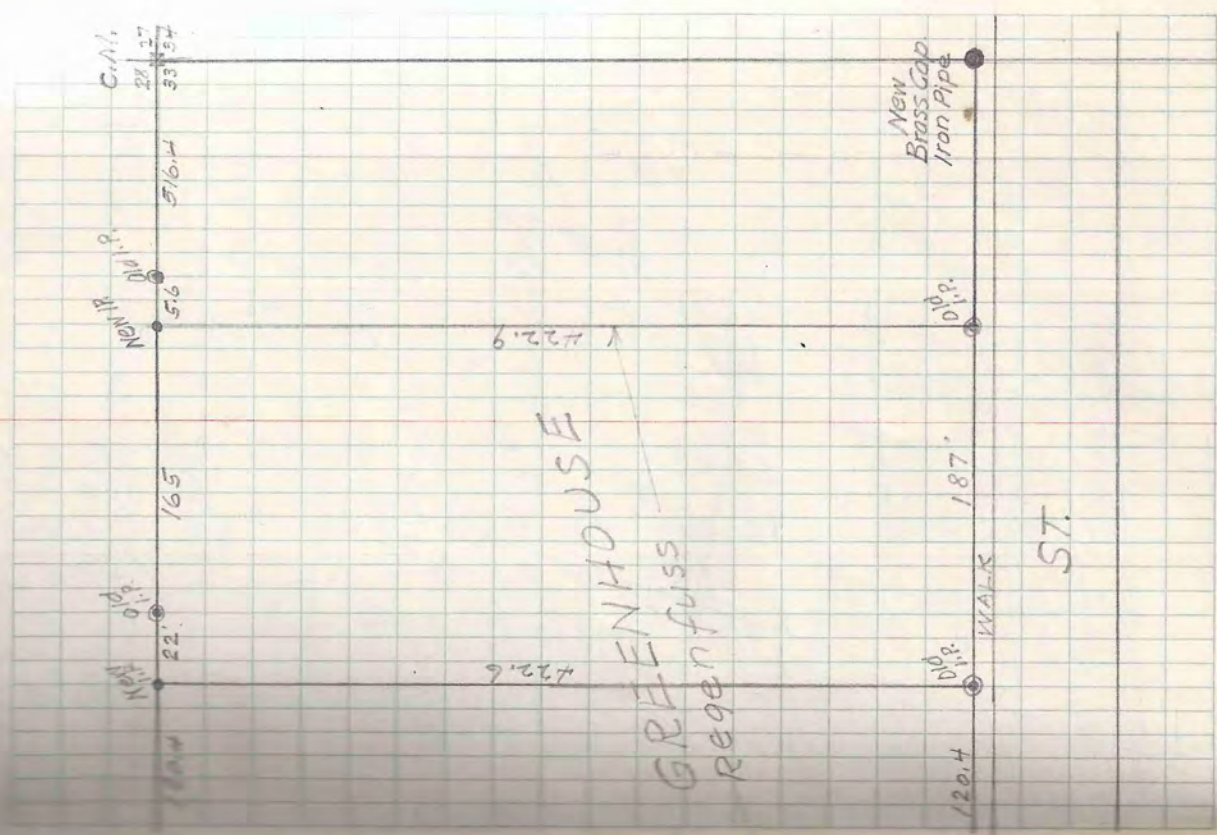 28 27
33 34
516.4
Old I.P.
5.6
New I.P.
165
Old
I.P.
22'
New
I.P.
422.9
422.6
GREENHOUSE
Regenfuss
New
Brass Cap
Iron Pipe
Old
I.P.
187'
Old
I.P.
120.4
WALK
ST.